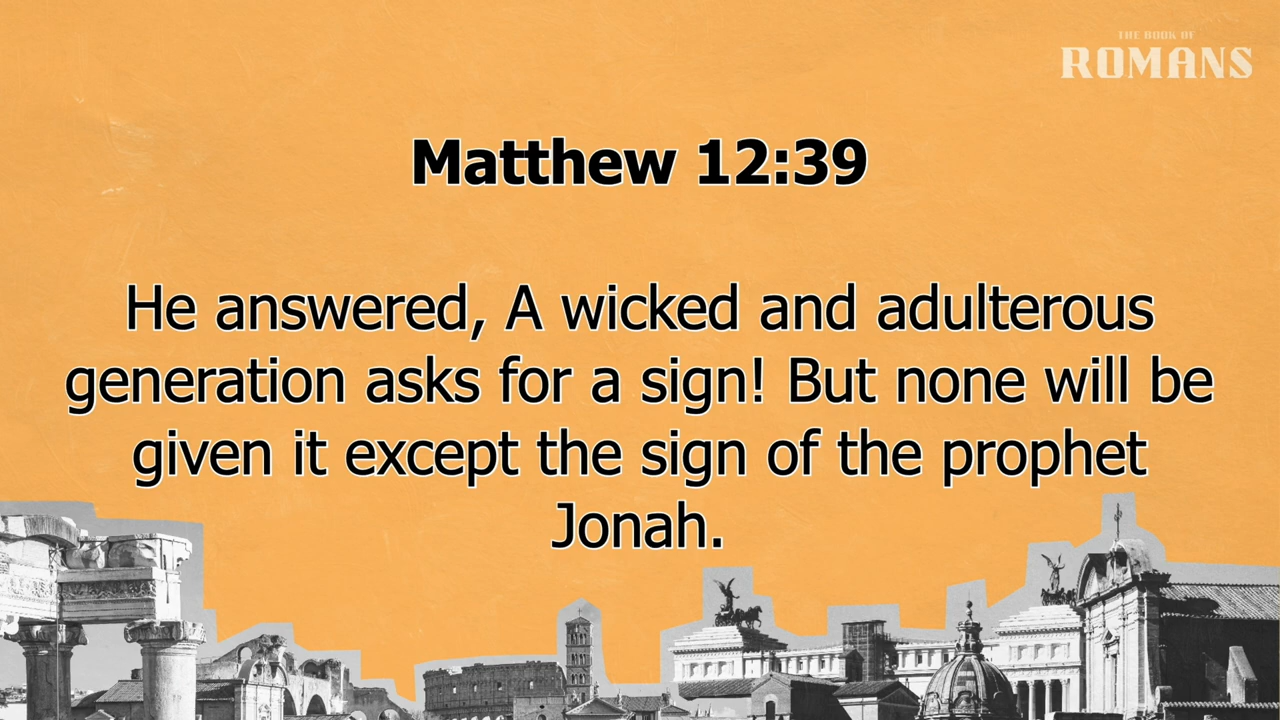 THE BOOK OF
ROMANS
Matthew 12:39
He answered, A wicked and adulterous
generation asks for a sign! But none will be
given it except the sign of the prophet
Jonah.